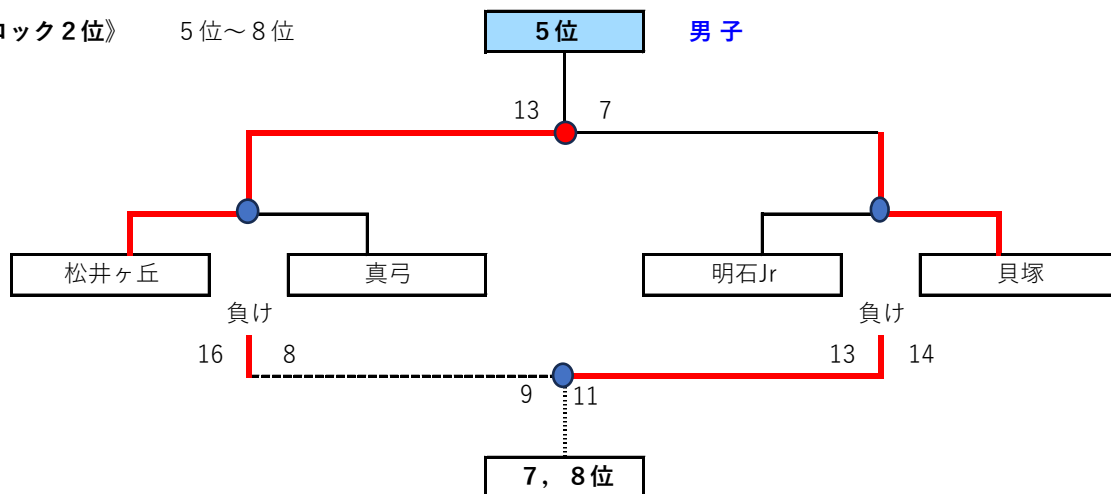 ロック２位》 ５位～８位 ５位 男 子
13 7
松井ヶ丘 真弓 明石Jr 貝塚
負け 負け
16 8 13 14
9 11
７，８位